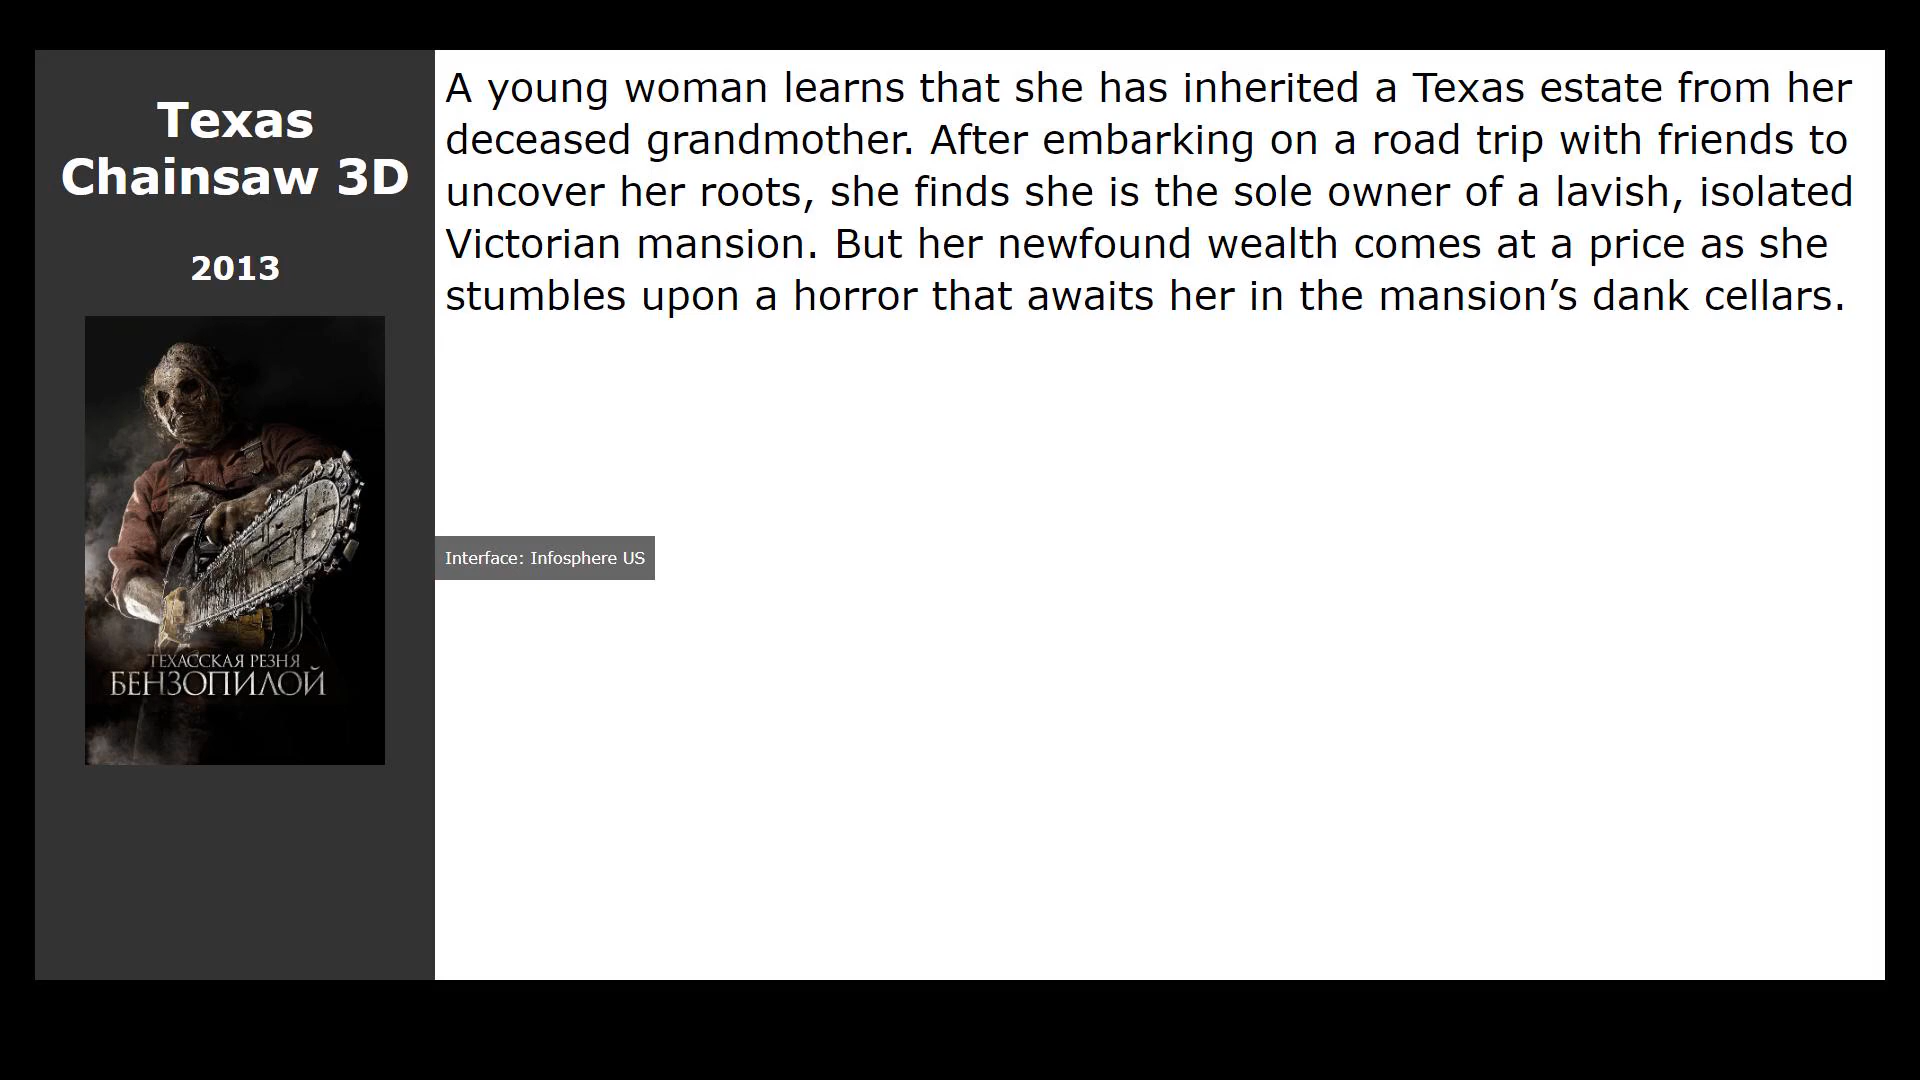 Texas
Chainsaw 3D
2013
ТЕХАССКАЯ РЕЗНЯ
БЕНЗОПИЛОЙ
A young woman learns that she has inherited a Texas estate from her
deceased grandmother. After embarking on a road trip with friends to
uncover her roots, she finds she is the sole owner of a lavish, isolated
Victorian mansion. But her newfound wealth comes at a price as she
stumbles upon a horror that awaits her in the mansion’s dank cellars.
Interface: Infosphere US